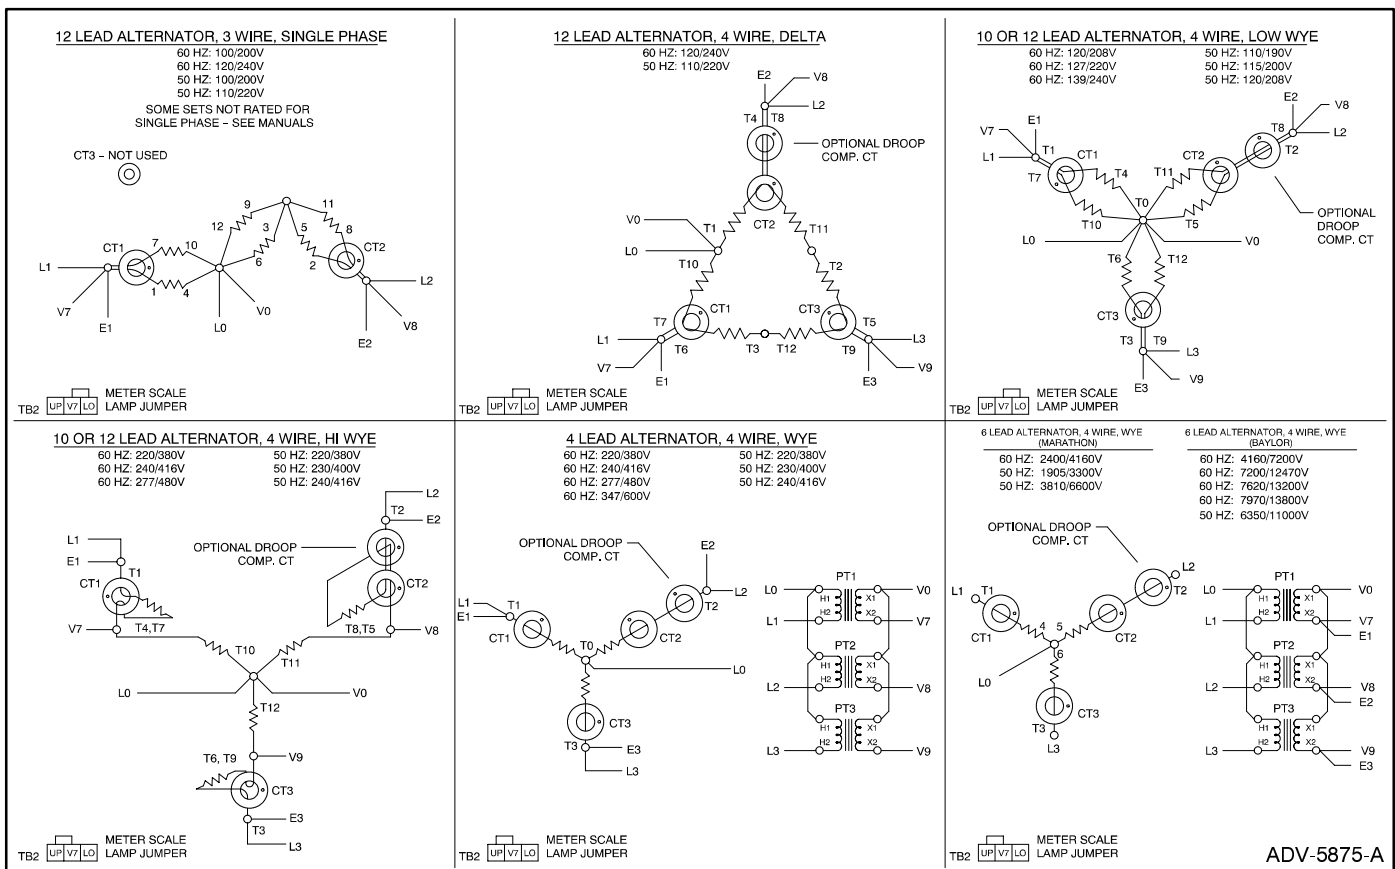 12 LEAD ALTERNATOR, 3 WIRE, SINGLE PHASE
60 HZ: 100/200V
60 HZ: 120/240V
50 HZ: 100/200V
50 HZ: 110/220V
SOME SETS NOT RATED FOR
SINGLE PHASE – SEE MANUALS
CT3 – NOT USED
9
11
12
3
5
8
CT1
7
10
6
2
CT2
L1
1
4
L2
V7
E1
L0
V0
V8
E2
METER SCALE
TB2
UP V7 LO
LAMP JUMPER
12 LEAD ALTERNATOR, 4 WIRE, DELTA
60 HZ: 120/240V
50 HZ: 110/220V
E2
V8
L2
T4
T8
OPTIONAL DROOP
COMP. CT
CT2
V0
T1
T11
L0
T10
T2
CT1
CT3
T7
T5
L1
T6
T3
T12
T9
L3
V7
V9
E1
E3
METER SCALE
TB2
UP V7 LO
LAMP JUMPER
10 OR 12 LEAD ALTERNATOR, 4 WIRE, LOW WYE
60 HZ: 120/208V
50 HZ: 110/190V
60 HZ: 127/220V
50 HZ: 115/200V
60 HZ: 139/240V
50 HZ: 120/208V
E2
V8
E1
V7
T8
L2
L1
T1
CT1
CT2
T2
T7
T4
T11
T0
T10
T5
OPTIONAL
DROOP
COMP. CT
L0
V0
T6
T12
CT3
T3
T9
L3
V9
E3
METER SCALE
TB2
UP V7 LO
LAMP JUMPER
10 OR 12 LEAD ALTERNATOR, 4 WIRE, HI WYE
60 HZ: 220/380V
50 HZ: 220/380V
60 HZ: 240/416V
50 HZ: 230/400V
60 HZ: 277/480V
50 HZ: 240/416V
L2
T2
E2
L1
OPTIONAL DROOP
COMP. CT
E1
T1
CT1
CT2
V7
T4,T7
T8,T5
V8
T10
T11
L0
V0
T12
T6, T9
V9
CT3
E3
T3
L3
METER SCALE
TB2
UP V7 LO
LAMP JUMPER
4 LEAD ALTERNATOR, 4 WIRE, WYE
60 HZ: 220/380V
50 HZ: 220/380V
60 HZ: 240/416V
50 HZ: 230/400V
60 HZ: 277/480V
50 HZ: 240/416V
60 HZ: 347/600V
OPTIONAL DROOP
COMP. CT
E2
L1
T1
T2
L2
E1
CT1
T0
CT2
L0
CT3
T3
E3
L3
PT1
L0
H1
X1
V0
L1
H2
X2
V7
PT2
H1
X1
L2
H2
X2
V8
PT3
H1
X1
L3
H2
X2
V9
METER SCALE
TB2
UP V7 LO
LAMP JUMPER
6 LEAD ALTERNATOR, 4 WIRE, WYE
(MARATHON)
60 HZ: 2400/4160V
50 HZ: 1905/3300V
50 HZ: 3810/6600V
6 LEAD ALTERNATOR, 4 WIRE, WYE
(BAYLOR)
60 HZ: 4160/7200V
60 HZ: 7200/12470V
60 HZ: 7620/13200V
60 HZ: 7970/13800V
50 HZ: 6350/11000V
OPTIONAL DROOP
COMP. CT
L2
L1
T1
T2
CT1
4
5
CT2
6
L0
CT3
T3
L3
PT1
L0
H1
X1
V0
L1
H2
X2
V7
E1
PT2
H1
X1
L2
H2
X2
V8
E2
PT3
H1
X1
L3
H2
X2
V9
E3
METER SCALE
TB2
UP V7 LO
LAMP JUMPER
ADV-5875-A